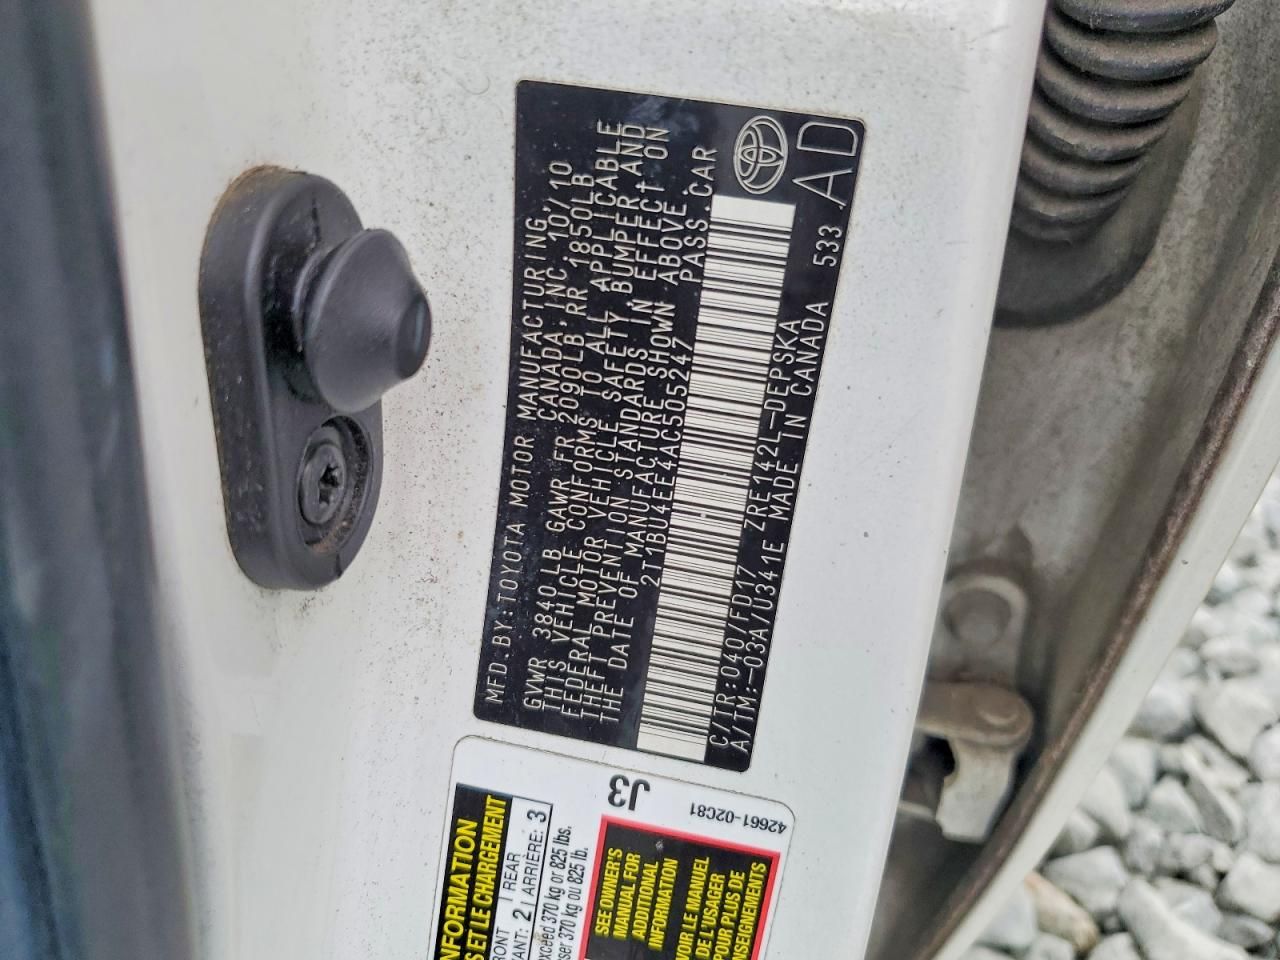 MFD.BY:TOYOTA MOTOR MANUFACTURING,
CANADA,INC. 10/10
GVWR 3840LB GAWR FR 2090LB,RR 1850LB
THIS VEHICLE CONFORMS TO ALL APPLICABLE
FEDERAL MOTOR VEHICLE SAFETY, BUMPER AND
THEFT PREVENTION STANDARDS IN EFFECT ON
THE DATE OF MANUFACTURE SHOWN ABOVE.
2T1BU4EE4AC505247 PASS.CAR
C/TR:040/FD17 ZRE142L-DEPSKA
A/TM:-03A/U341E MADE IN CANADA 533
AD
J3
42661-02C81
REAR
ANT: 2 ARRIÈRE: 3
exceed 370 kg or 825 lbs.
370 kg ou 825 lb.
ET LE CHARGEMENT
SEE OWNER'S
MANUAL FOR
ADDITIONAL
INFORMATION
VOIR LE MANUEL
DE L'USAGER
POUR PLUS DE